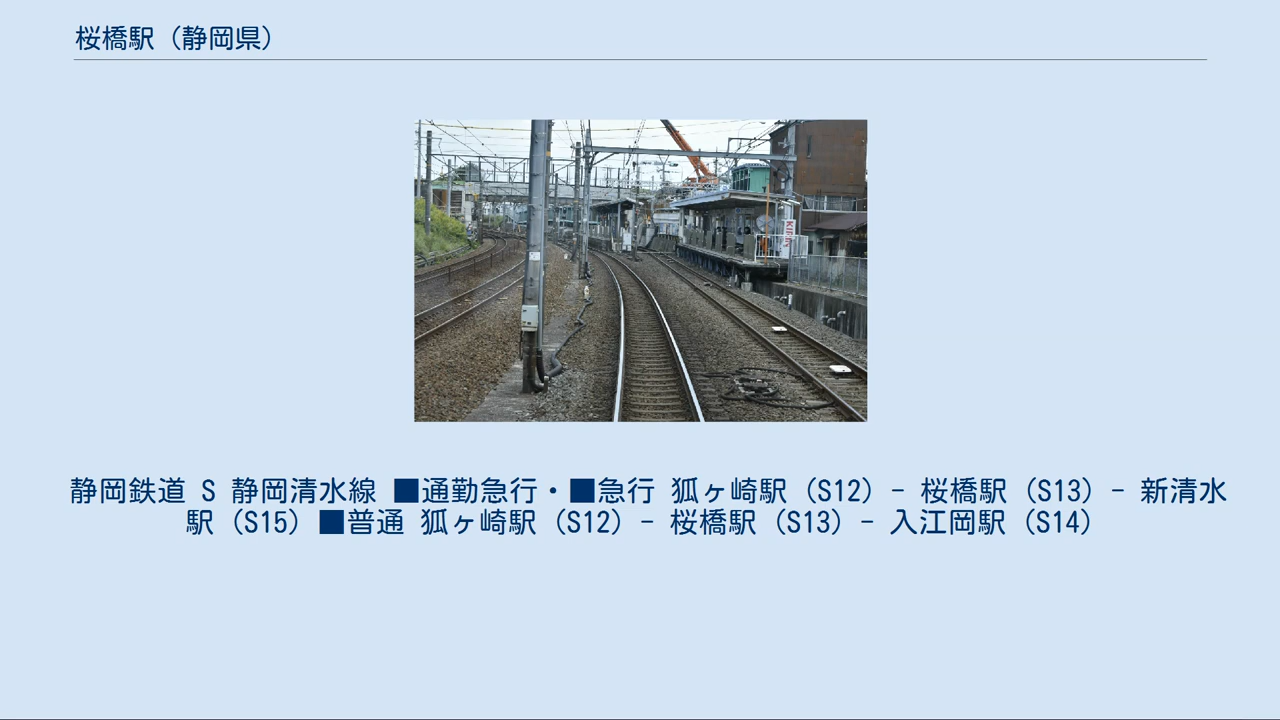 桜橋駅（静岡県）
静岡鉄道 S 静岡清水線 ■通勤急行・■急行 狐ヶ崎駅（S12）- 桜橋駅（S13）- 新清水
駅（S15）■普通 狐ヶ崎駅（S12）- 桜橋駅（S13）- 入江岡駅（S14）